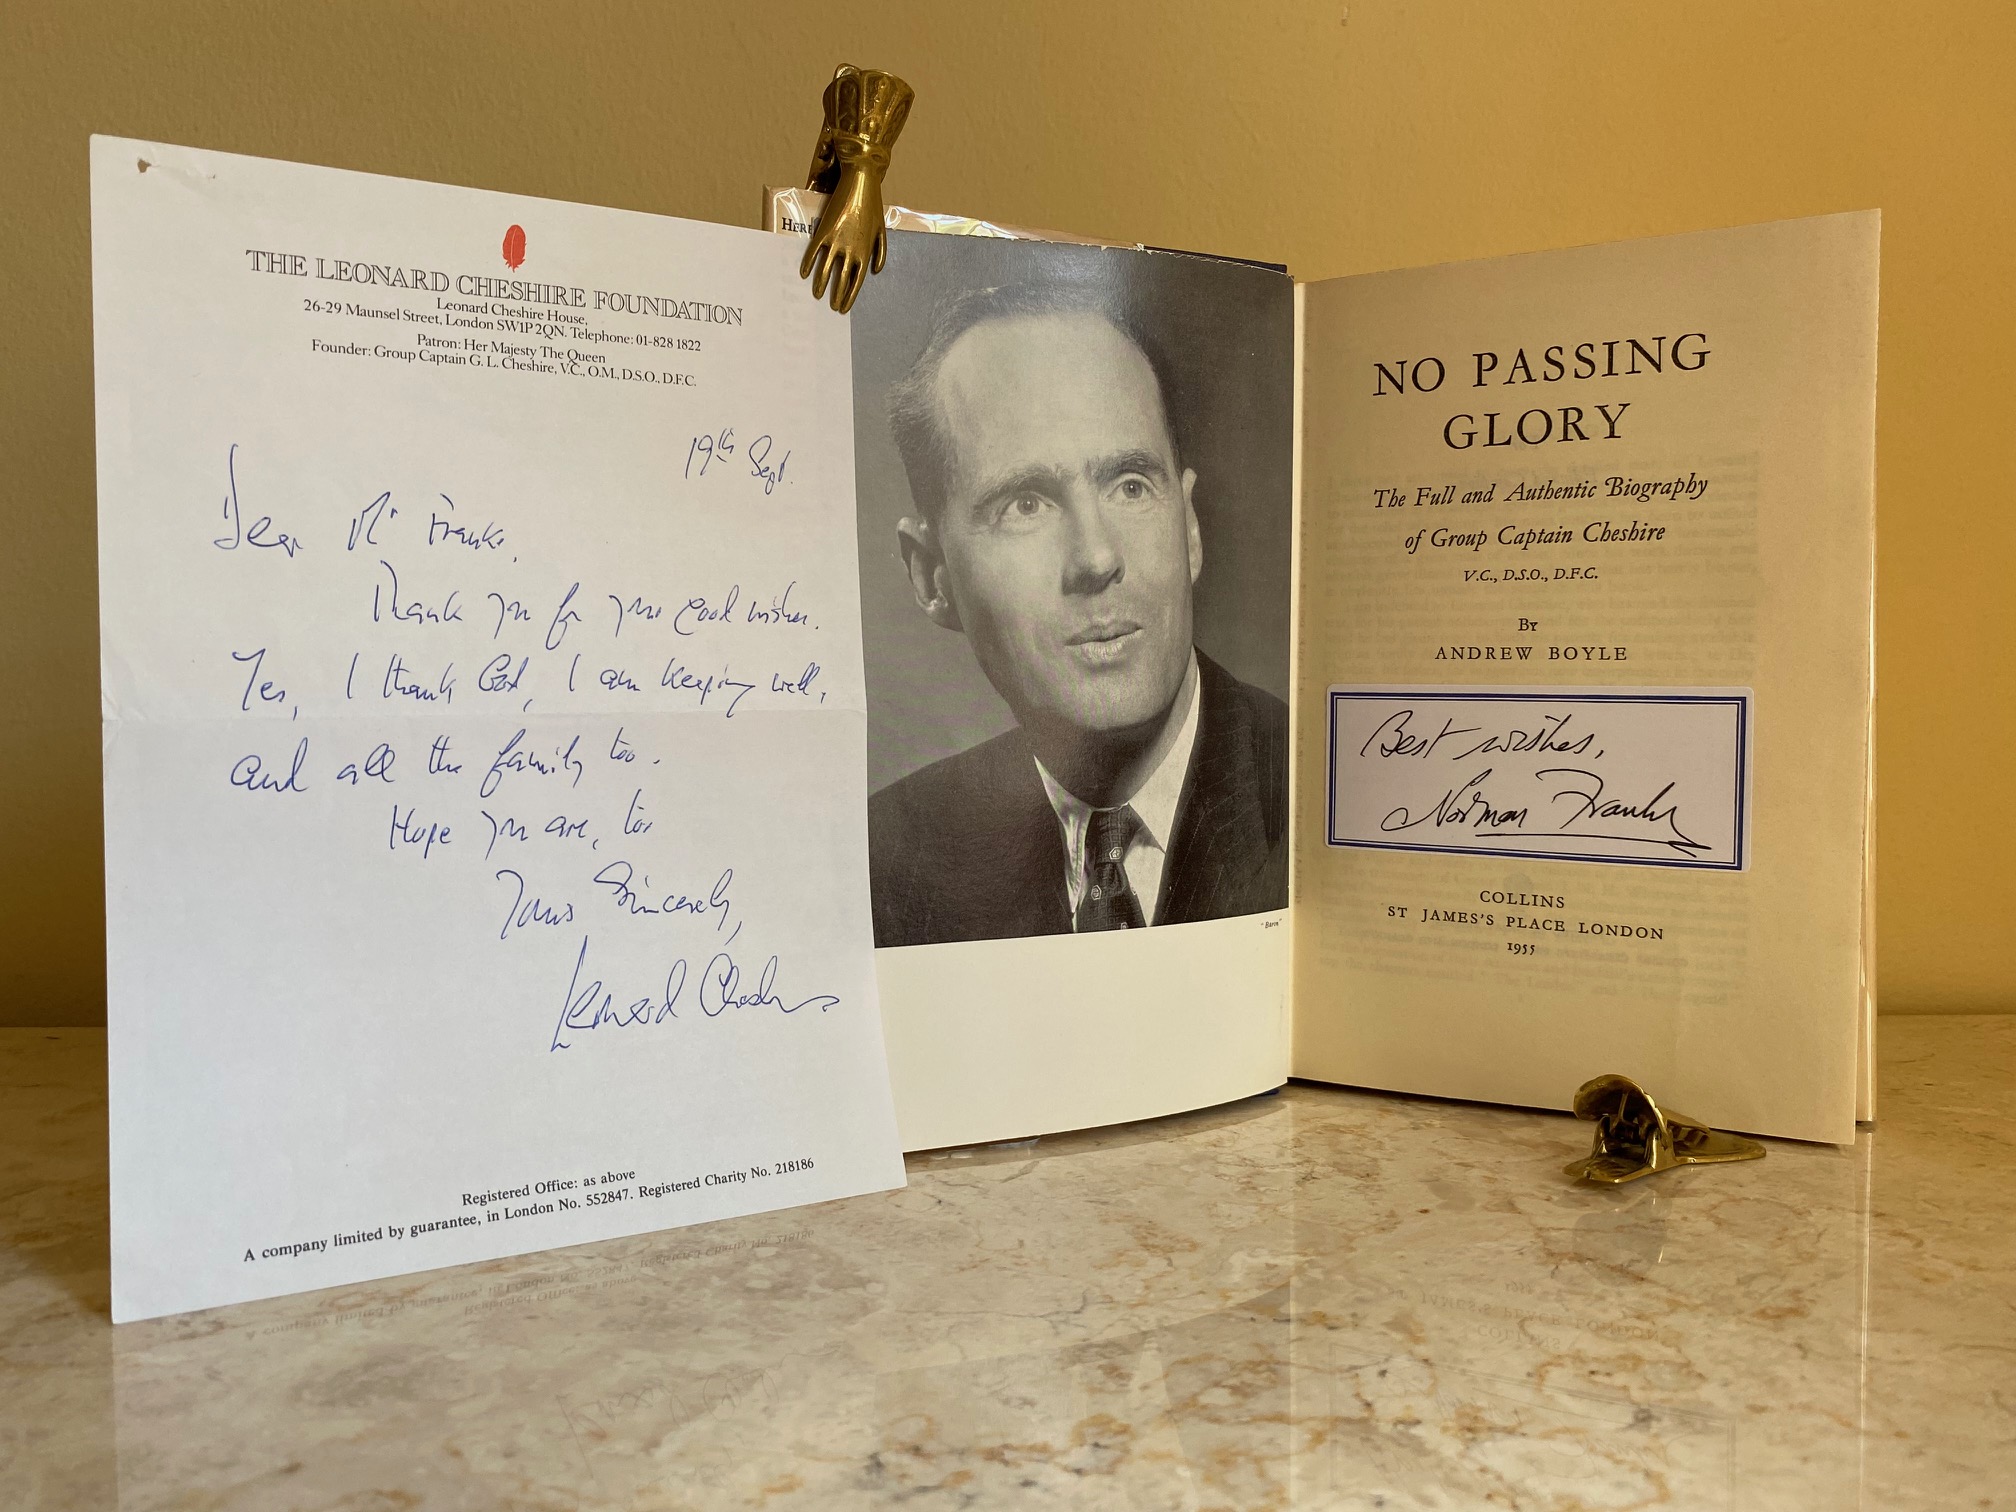 THE LEONARD CHESHIRE FOUNDATION
Leonard Cheshire House,
26-29 Maunsel Street, London SW1P 2QN. Telephone: 01-828 1822
Patron: Her Majesty The Queen
Founder: Group Captain G. L. Cheshire, V.C., O.M., D.S.O., D.F.C.
19th Sept.
Dear Mr Franks,
Thank you for your good wishes.
Yes, I thank God, I am keeping well,
and all the family too.
Hope you are, too
Yours Sincerely,
Leonard Cheshire
Registered Office: as above
A company limited by guarantee, in London No. 552847. Registered Charity No. 218186
"Baron"
NO PASSING
GLORY
The Full and Authentic Biography
of Group Captain Cheshire
V.C., D.S.O., D.F.C.
By
ANDREW BOYLE
Best wishes,
Norman Franks
COLLINS
ST JAMES'S PLACE LONDON
1955